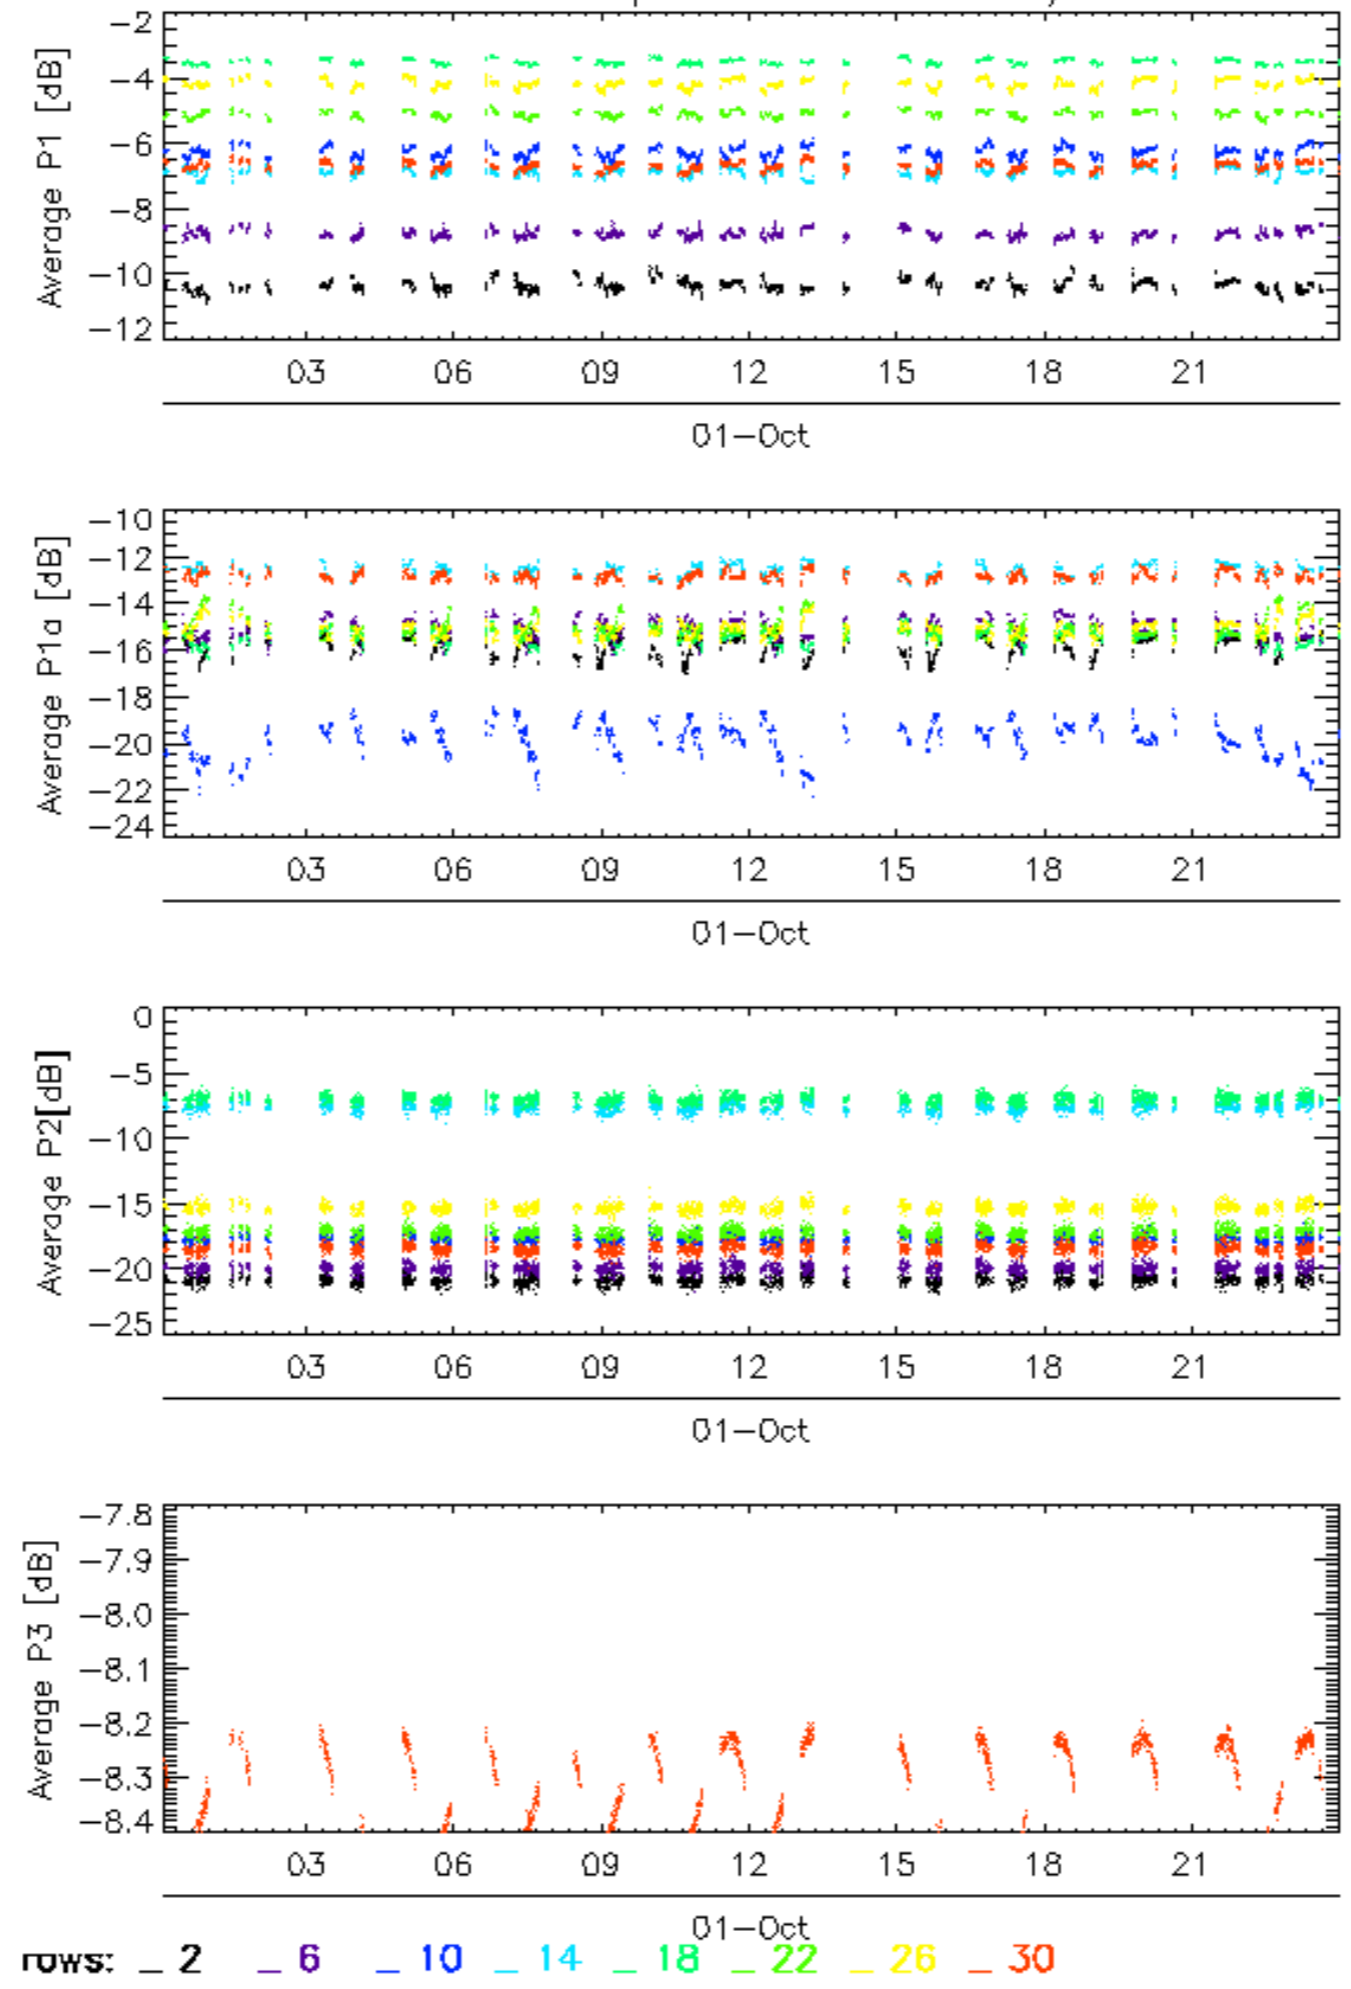 Average P1 [dB]
-2
-4
-6
-8
-10
-12
03 06 09 12 15 18 21
01-Oct
Average P1a [dB]
-10
-12
-14
-16
-18
-20
-22
-24
03 06 09 12 15 18 21
01-Oct
Average P2[dB]
0
-5
-10
-15
-20
-25
03 06 09 12 15 18 21
01-Oct
Average P3 [dB]
-7.8
-7.9
-8.0
-8.1
-8.2
-8.3
-8.4
03 06 09 12 15 18 21
01-Oct
rows: _ 2 _ 6 _ 10 _ 14 _ 18 _ 22 _ 26 _ 30